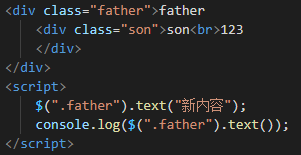 <div class="father">father
    <div class="son">son<br>123
    </div>
</div>
<script>
    $(".father").text("新内容");
    console.log($(".father").text());
</script>